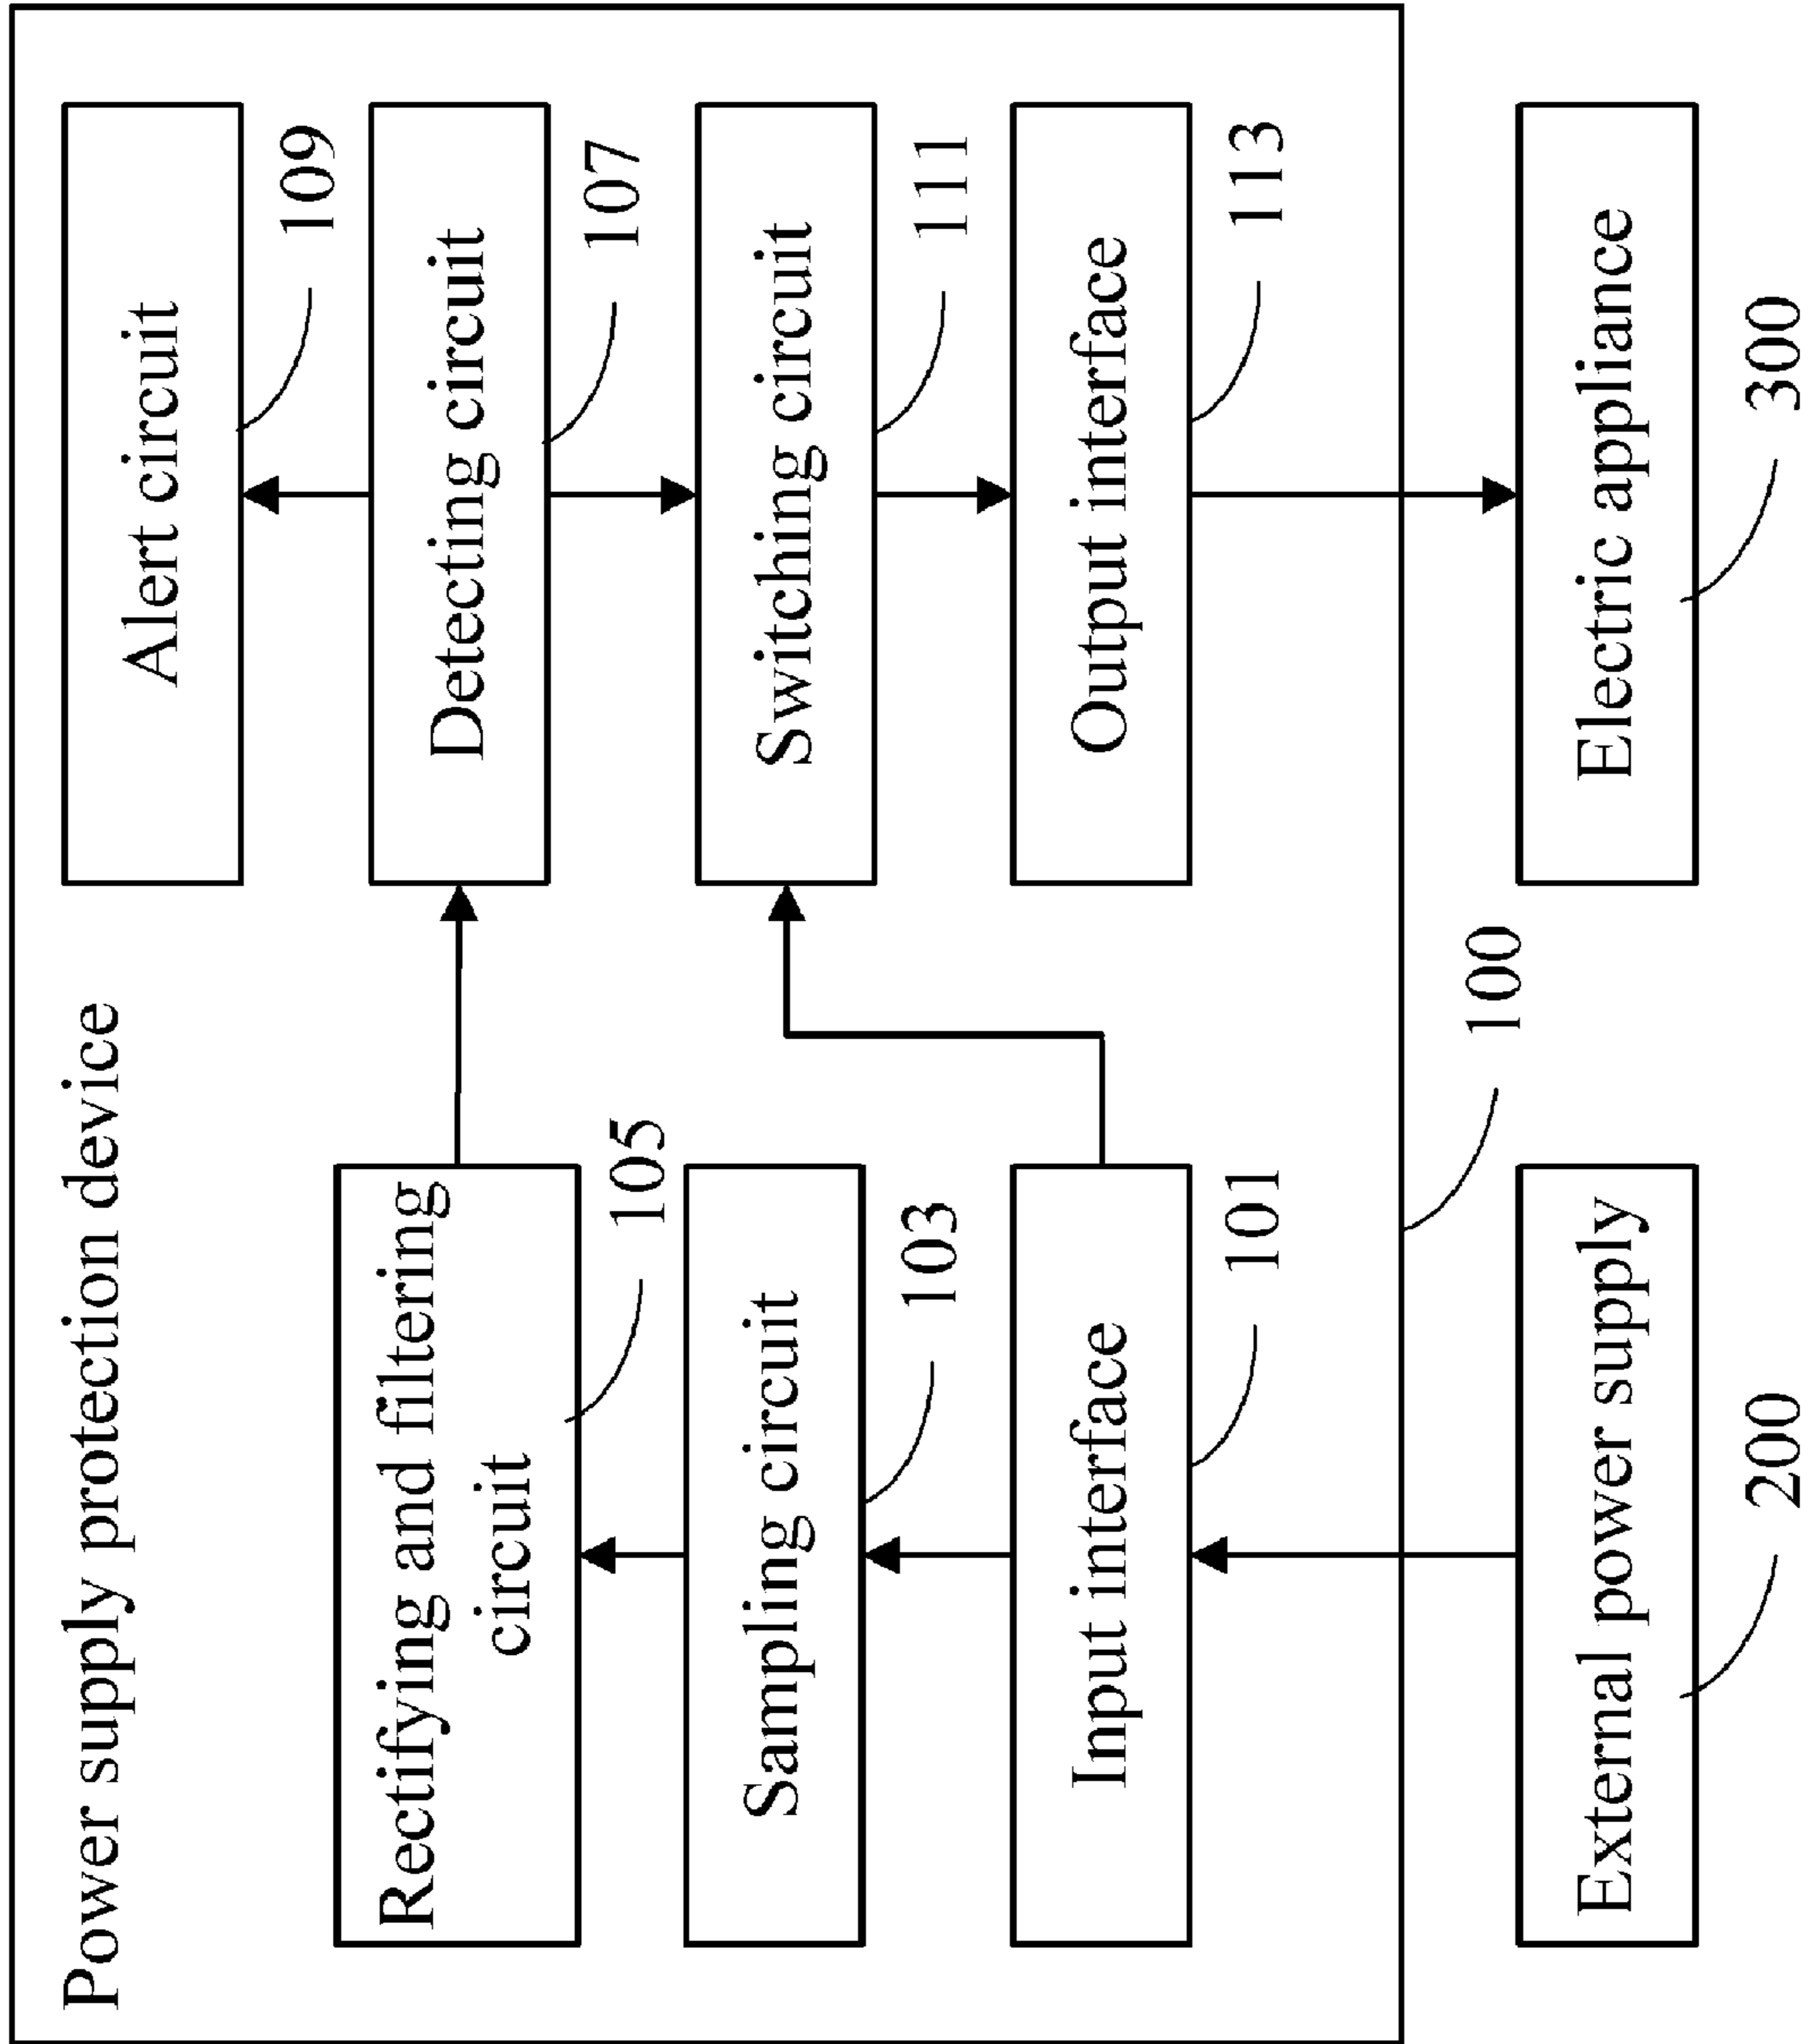 Power supply protection device
Rectifying and filtering
circuit
105
Sampling circuit
103
Input interface
101
External power supply
200
Alert circuit
109
Detecting circuit
107
Switching circuit
111
Output interface
113
100
Electric appliance
300